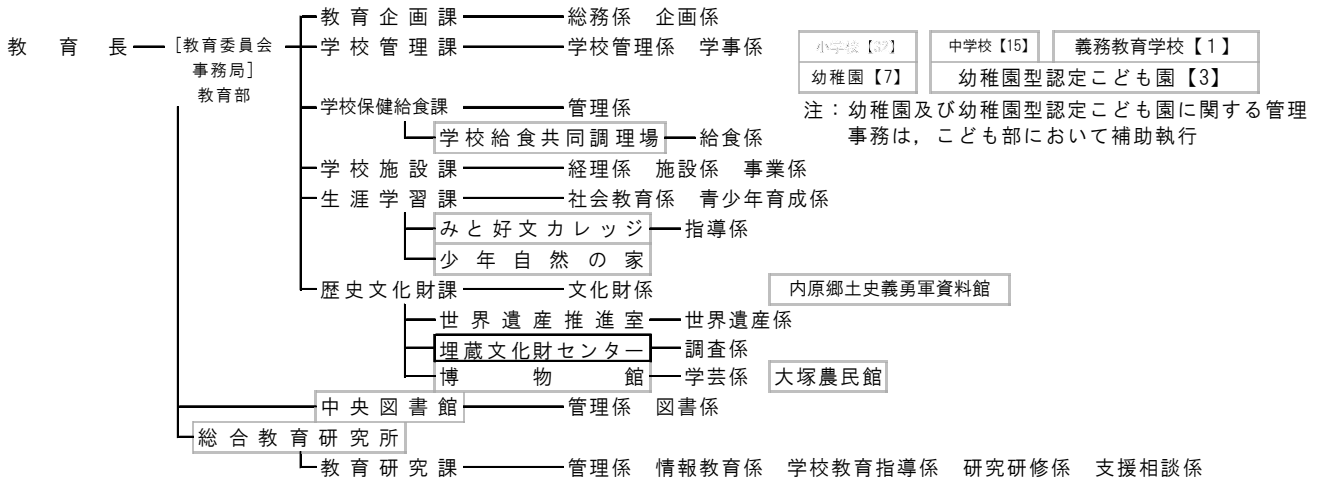 教育企画課 総務係 企画係
教育長 [教育委員会事務局] 教育部 学校管理課 学校管理係 学事係 中学校【15】 義務教育学校【1】
幼稚園【7】 幼稚園型認定こども園【3】
学校保健給食課 管理係
注：幼稚園及び幼稚園型認定こども園に関する管理
事務は，こども部において補助執行
学校給食共同調理場 給食係
学校施設課 経理係 施設係 事業係
生涯学習課 社会教育係 青少年育成係
みと好文カレッジ 指導係
少年自然の家
歴史文化財課 文化財係 内原郷土史義勇軍資料館
世界遺産推進室 世界遺産係
埋蔵文化財センター 調査係
博物館 学芸係 大塚農民館
中央図書館 管理係 図書係
総合教育研究所
教育研究課 管理係 情報教育係 学校教育指導係 研究研修係 支援相談係